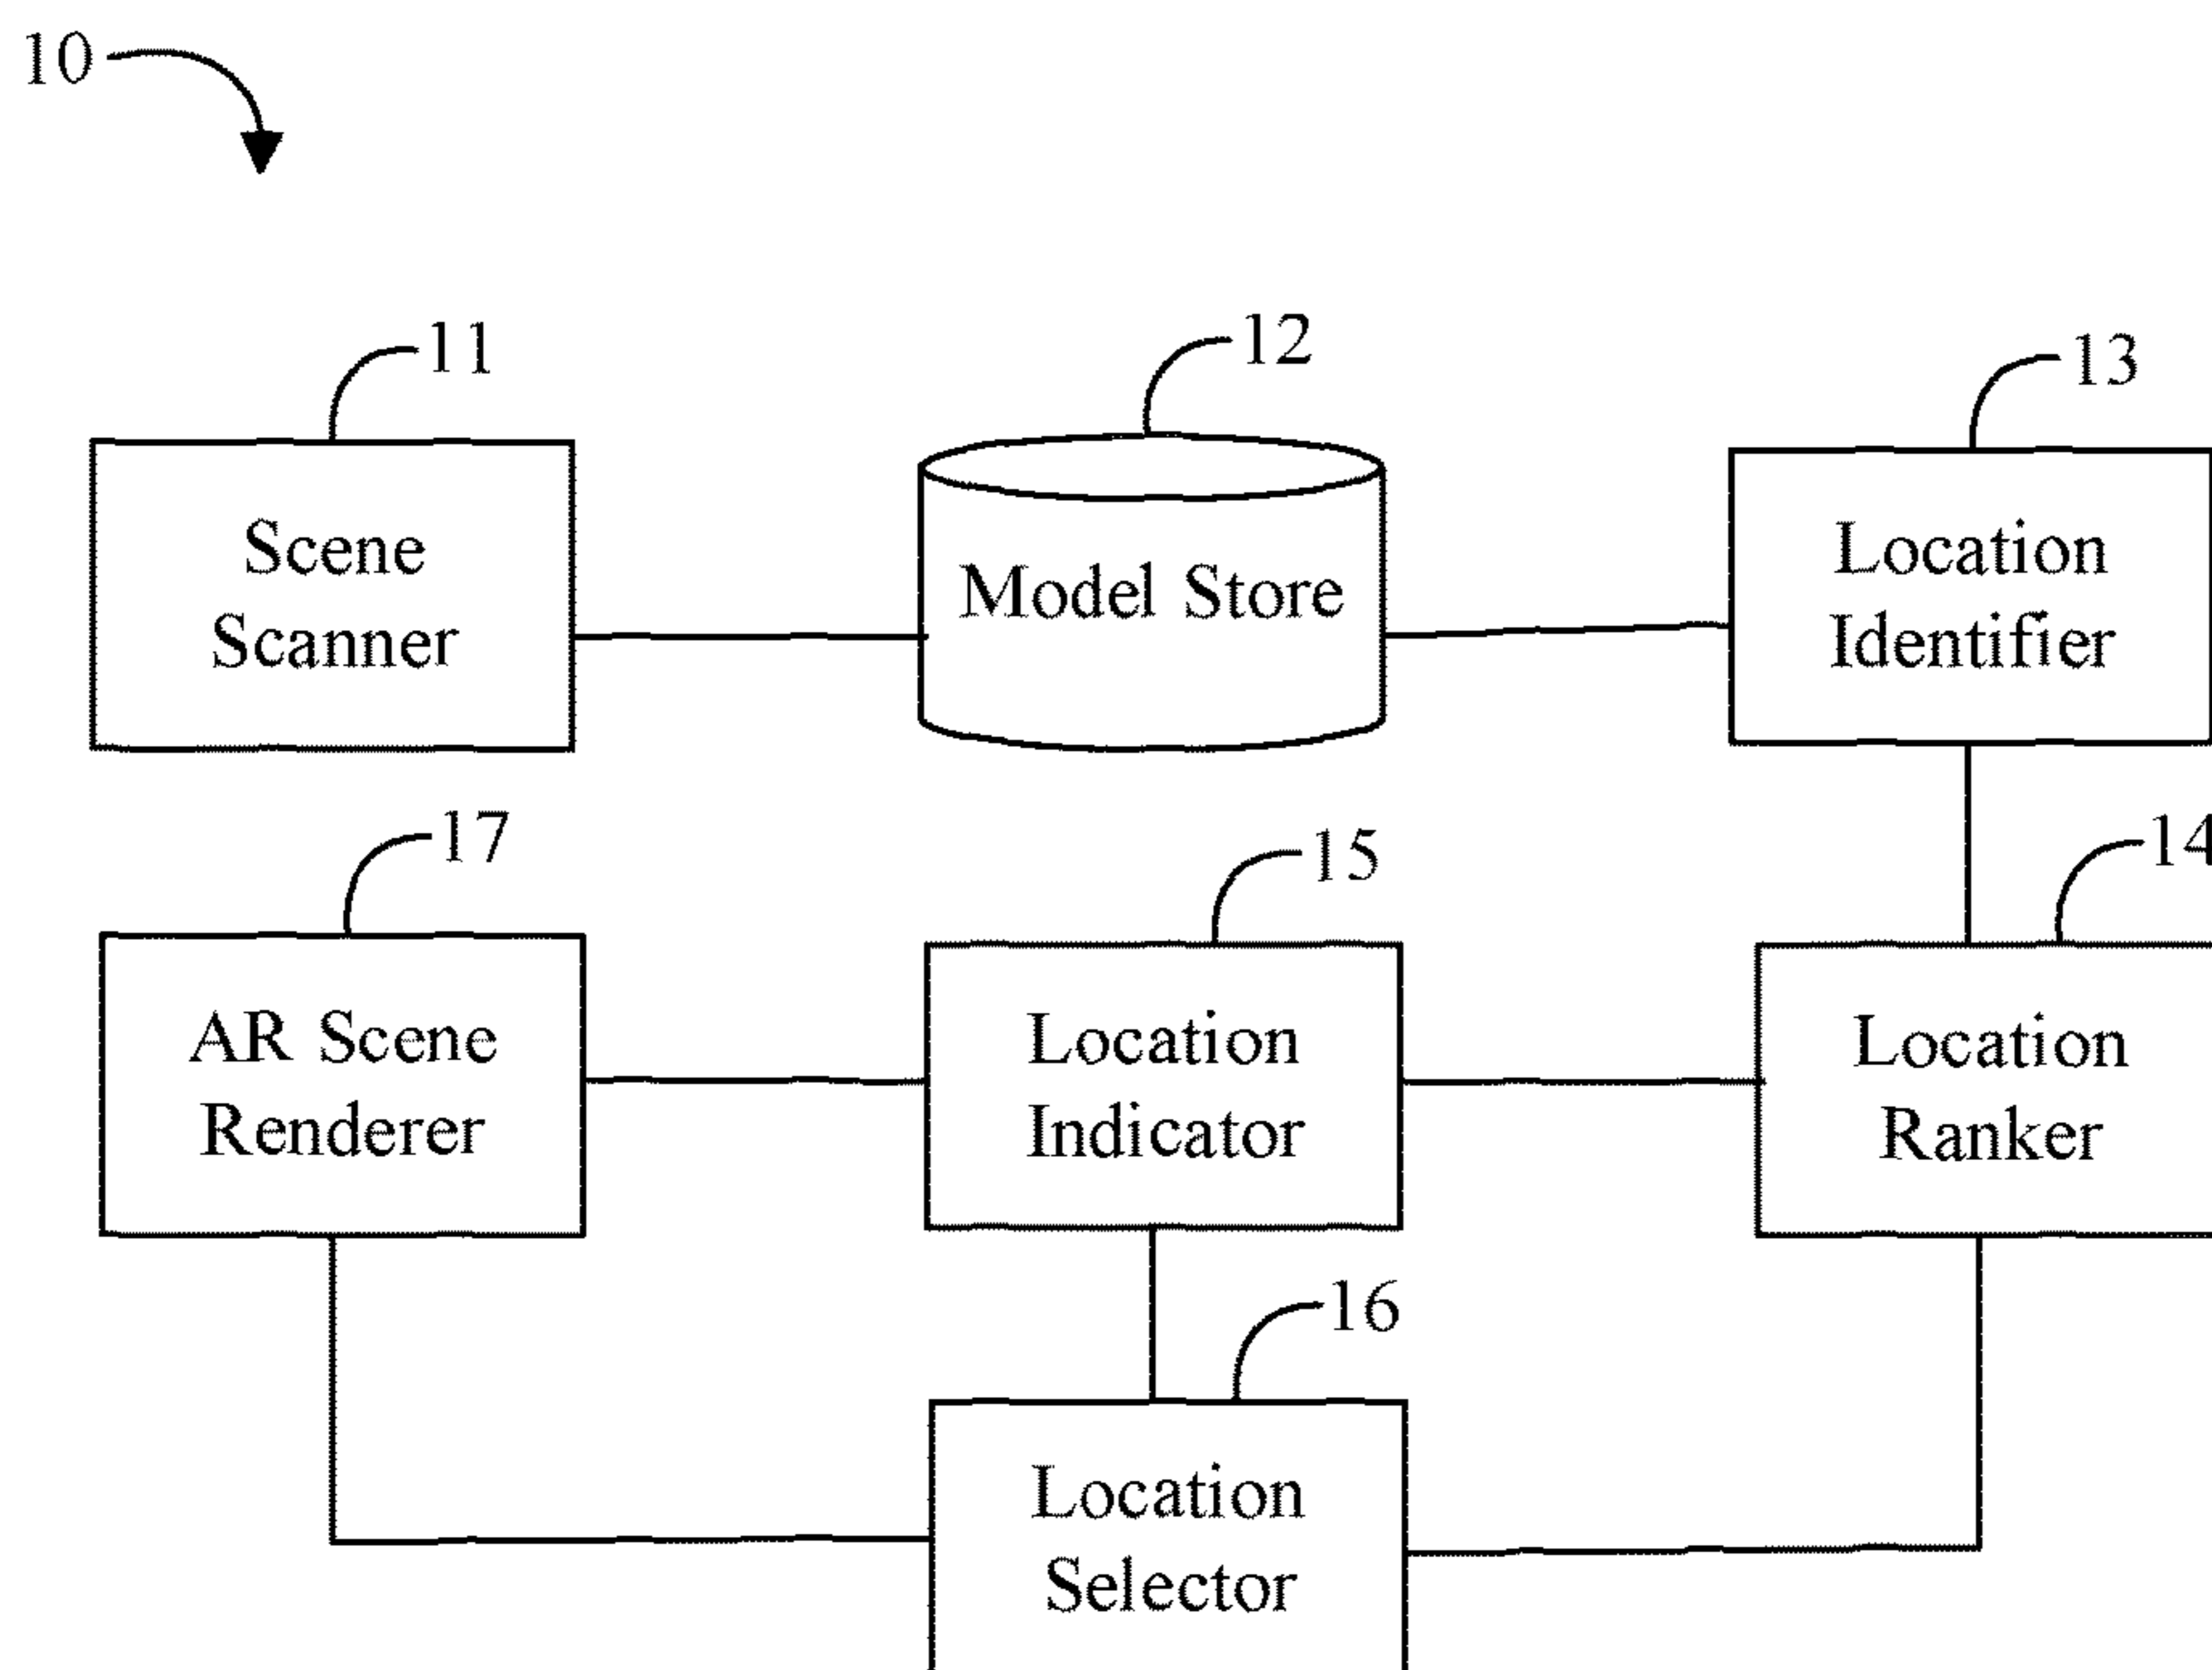 10
11
12
13
Scene
Scanner
Model Store
Location
Identifier
17
15
14
AR Scene
Renderer
Location
Indicator
Location
Ranker
16
Location
Selector